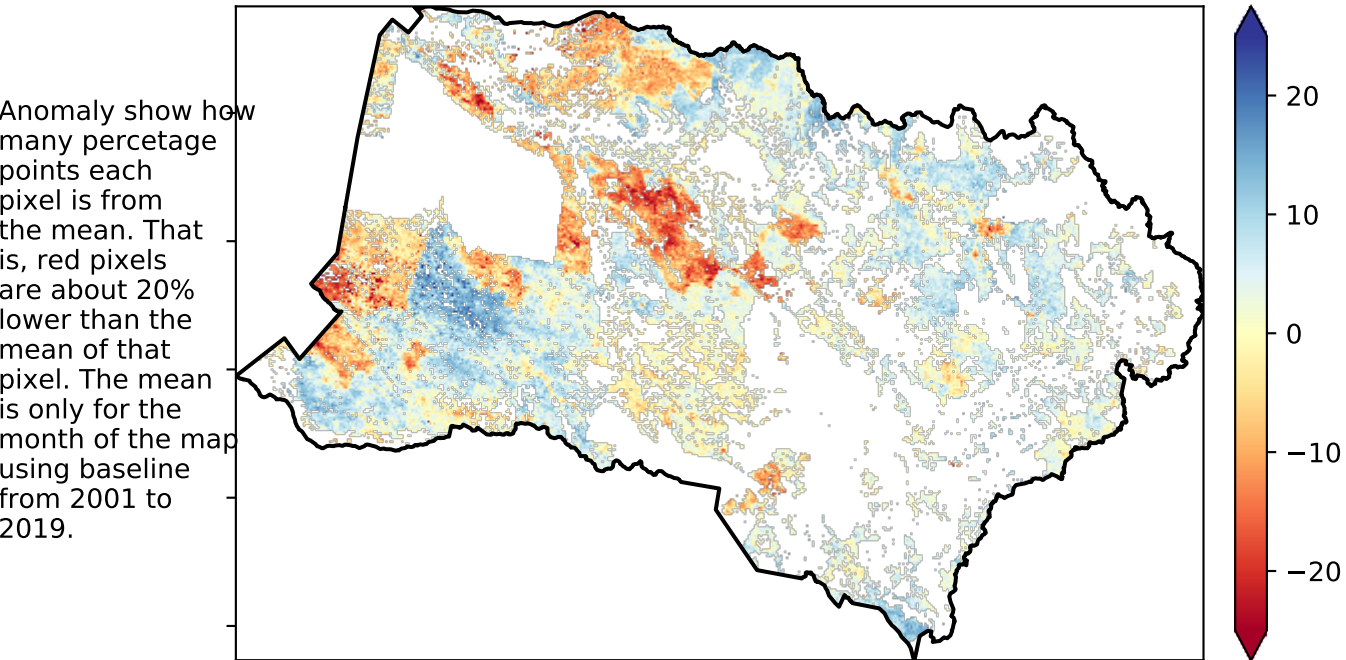 Anomaly show how
many percetage
points each
pixel is from
the mean. That
is, red pixels
are about 20%
lower than the
mean of that
pixel. The mean
is only for the
month of the map
using baseline
from 2001 to
2019.
20
10
0
−10
−20